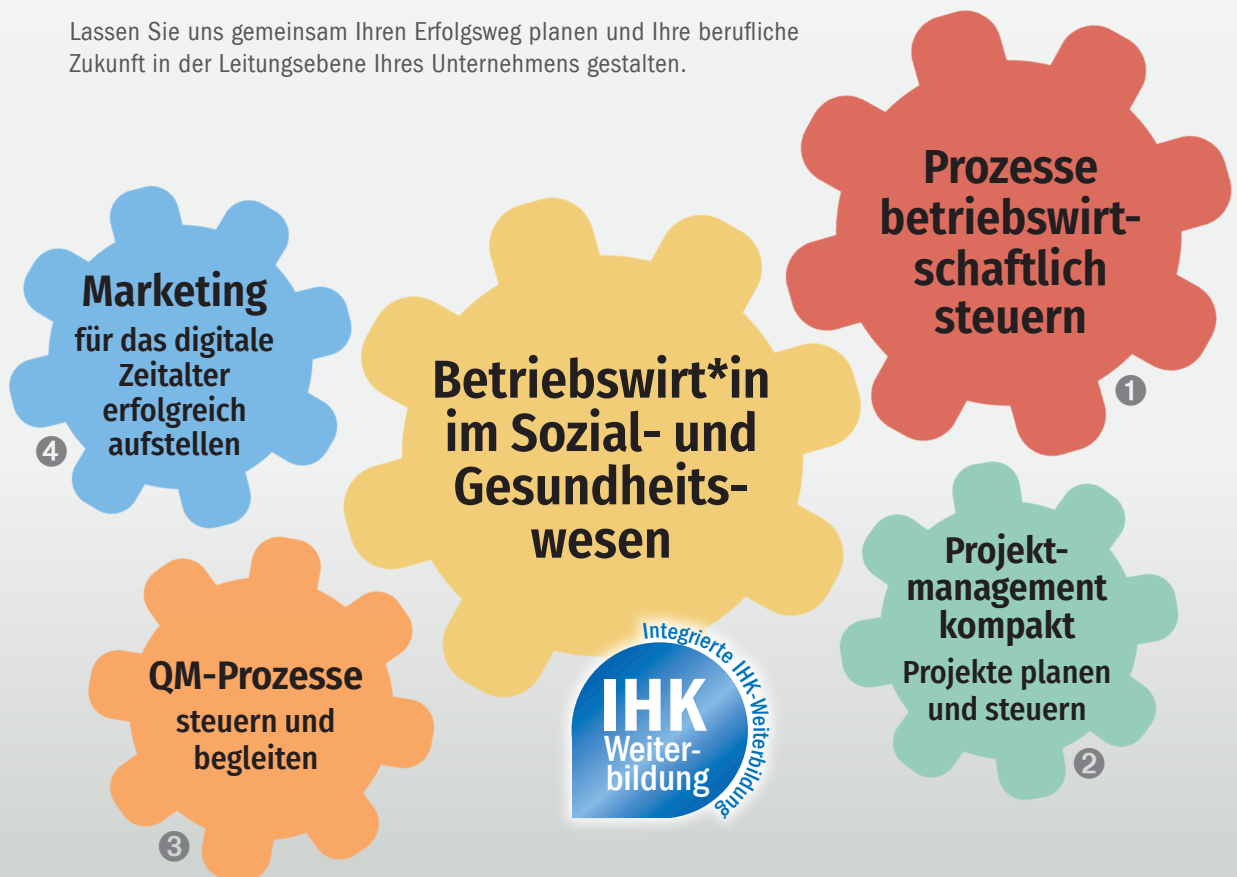 Lassen Sie uns gemeinsam Ihren Erfolgsweg planen und Ihre berufliche
Zukunft in der Leitungsebene Ihres Unternehmens gestalten.
Prozesse
betriebswirt-
schaftlich
steuern
1
Projekt-
management
kompakt
Projekte planen
und steuern
2
QM-Prozesse
steuern und
begleiten
3
Marketing
für das digitale
Zeitalter
erfolgreich
aufstellen
4
Betriebswirt*in
im Sozial- und
Gesundheits-
wesen
Integrierte IHK-Weiterbildung
IHK
Weiter-
bildung